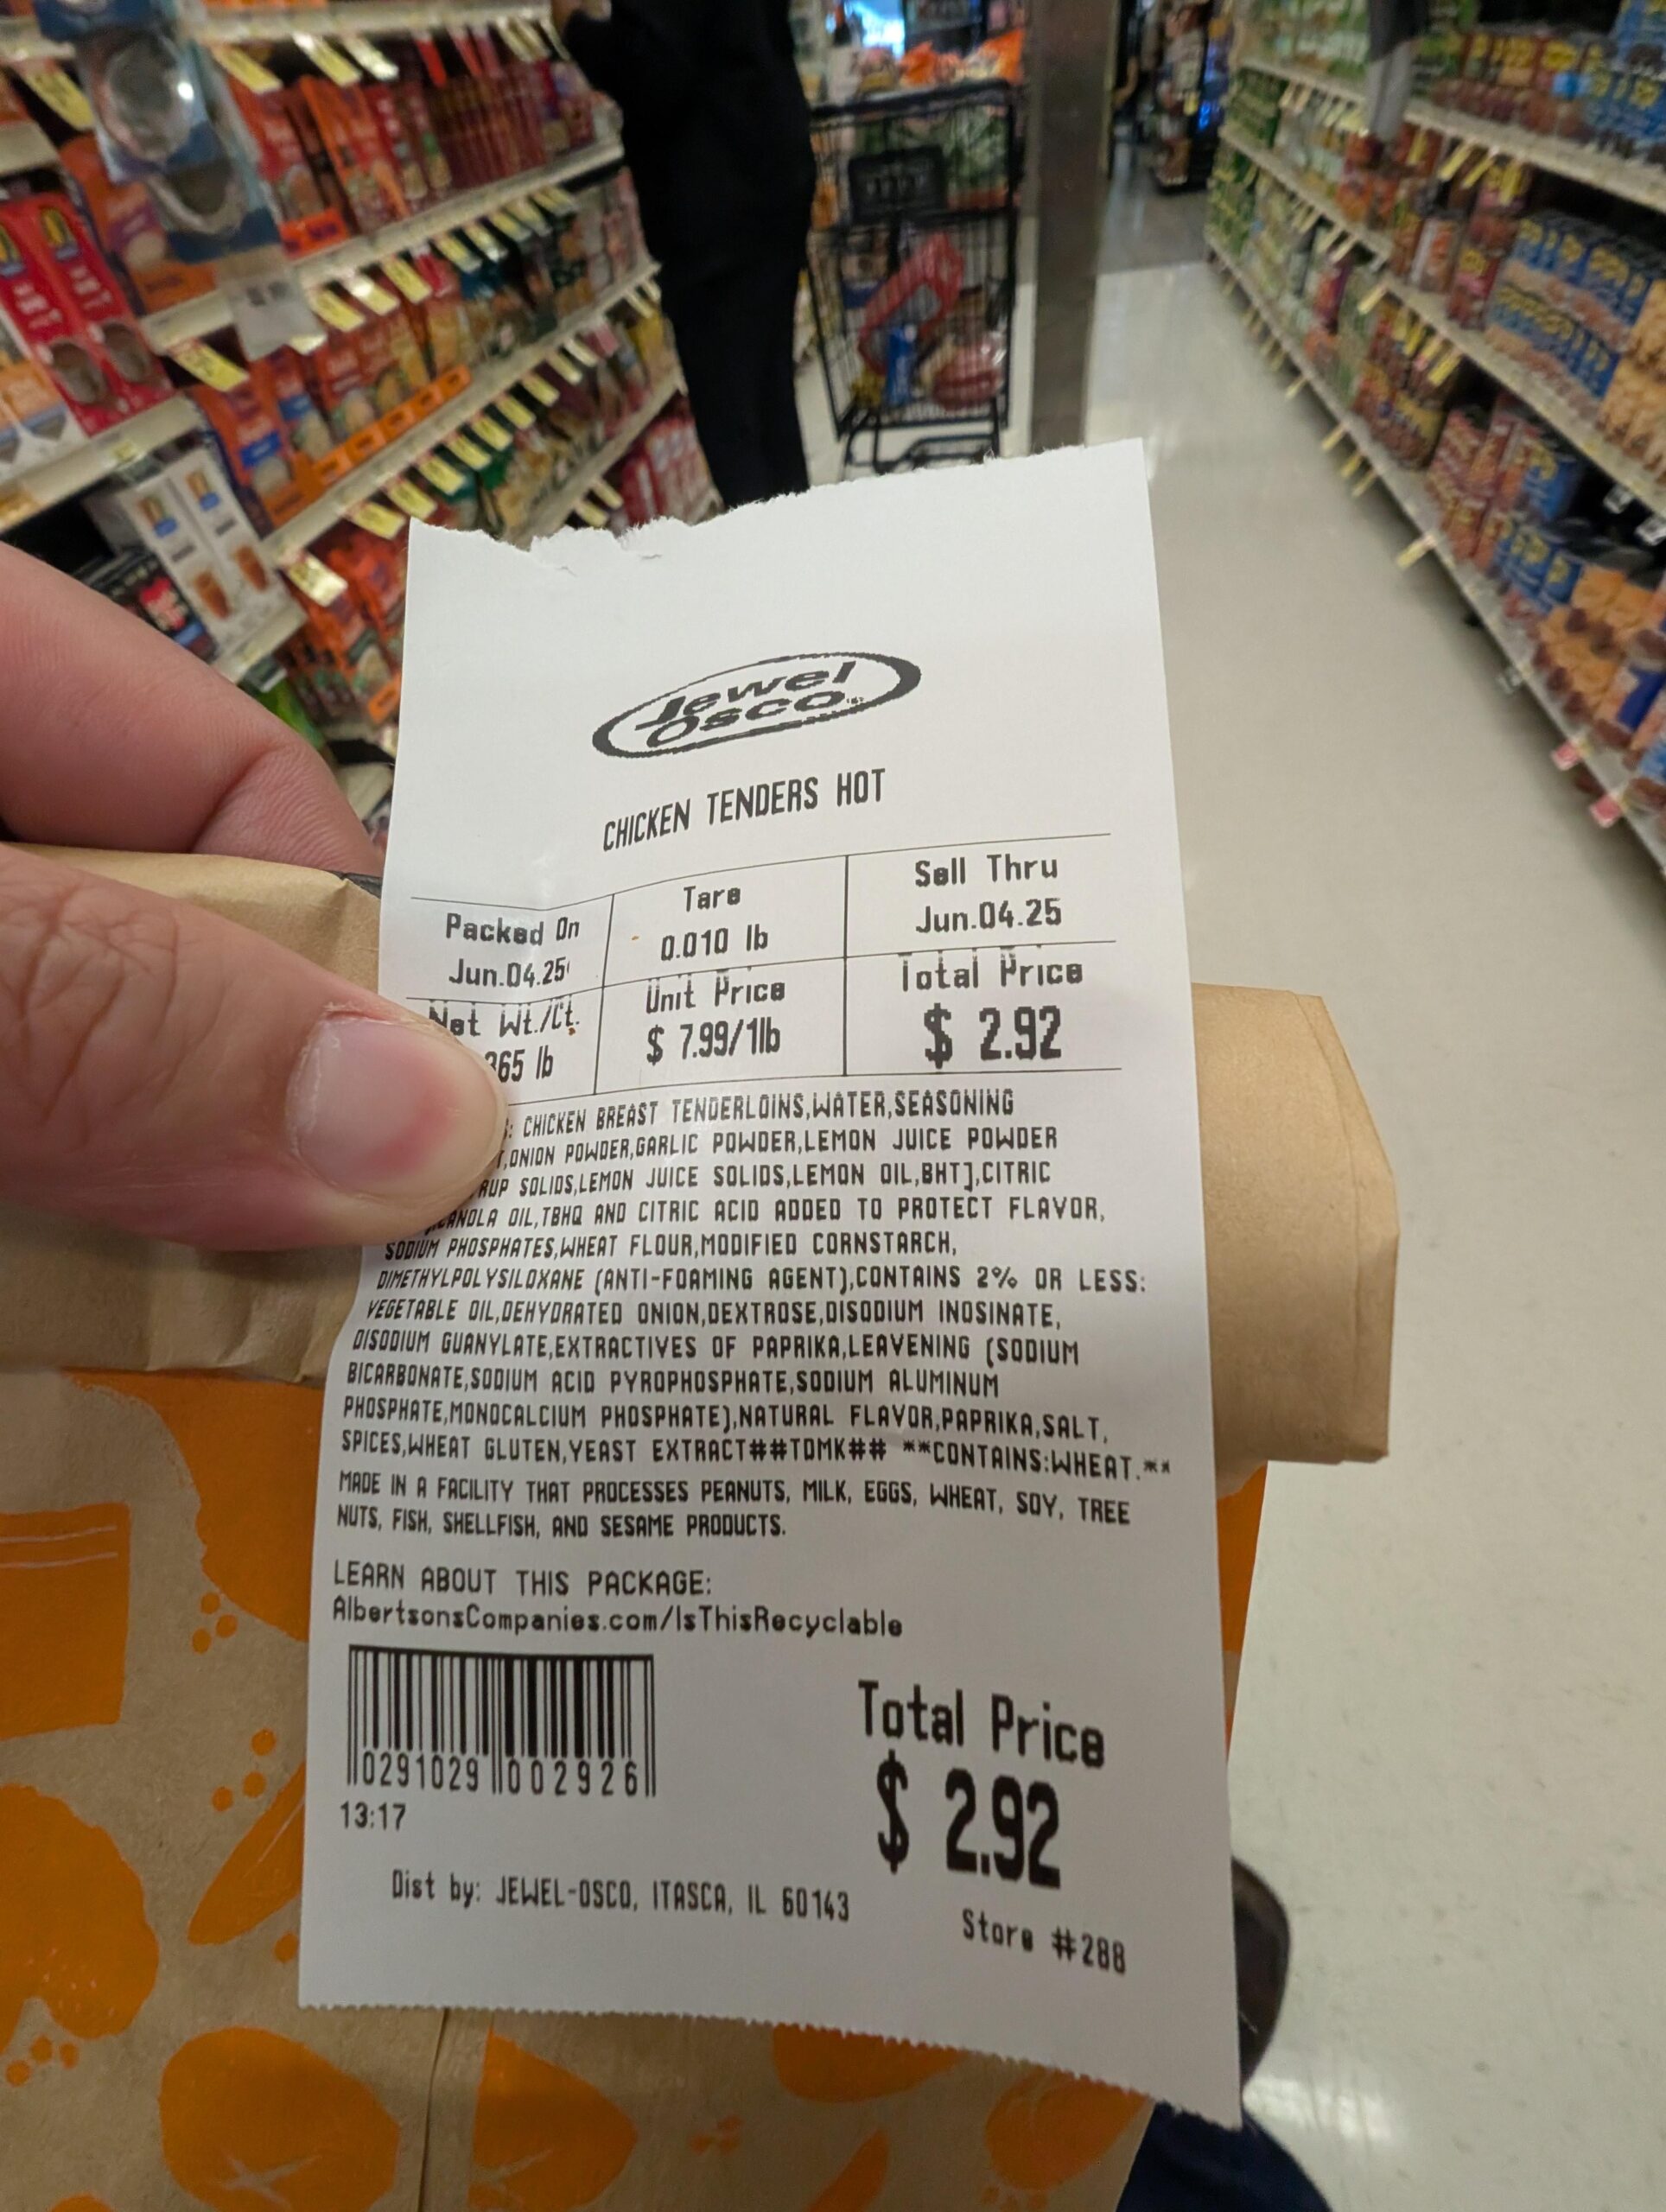 Jewel
Osco
CHICKEN TENDERS HOT
Packed On
Jun.04.25
Tare
0.010 lb
Sell Thru
Jun.04.25
Net Wt./Ct.
365 lb
Unit Price
$ 7.99/1lb
Total Price
$ 2.92
: CHICKEN BREAST TENDERLOINS,WATER,SEASONING
,ONION POWDER,GARLIC POWDER,LEMON JUICE POWDER
SOLIDS,LEMON JUICE SOLIDS,LEMON OIL,BHT],CITRIC
OIL,TBHQ AND CITRIC ACID ADDED TO PROTECT FLAVOR,
SODIUM PHOSPHATES,WHEAT FLOUR,MODIFIED CORNSTARCH,
DIMETHYLPOLYSILOXANE (ANTI-FOAMING AGENT),CONTAINS 2% OR LESS:
VEGETABLE OIL,DEHYDRATED ONION,DEXTROSE,DISODIUM INOSINATE,
DISODIUM GUANYLATE,EXTRACTIVES OF PAPRIKA,LEAVENING (SODIUM
BICARBONATE,SODIUM ACID PYROPHOSPHATE,SODIUM ALUMINUM
PHOSPHATE,MONOCALCIUM PHOSPHATE),NATURAL FLAVOR,PAPRIKA,SALT,
SPICES,WHEAT GLUTEN,YEAST EXTRACT##TDMK## **CONTAINS:WHEAT.**
MADE IN A FACILITY THAT PROCESSES PEANUTS, MILK, EGGS, WHEAT, SOY, TREE
NUTS, FISH, SHELLFISH, AND SESAME PRODUCTS.
LEARN ABOUT THIS PACKAGE:
AlbertsonsCompanies.com/IsThisRecyclable
0291029 002926
13:17
Total Price
$ 2.92
Dist by: JEWEL-OSCO, ITASCA, IL 60143
Store #288